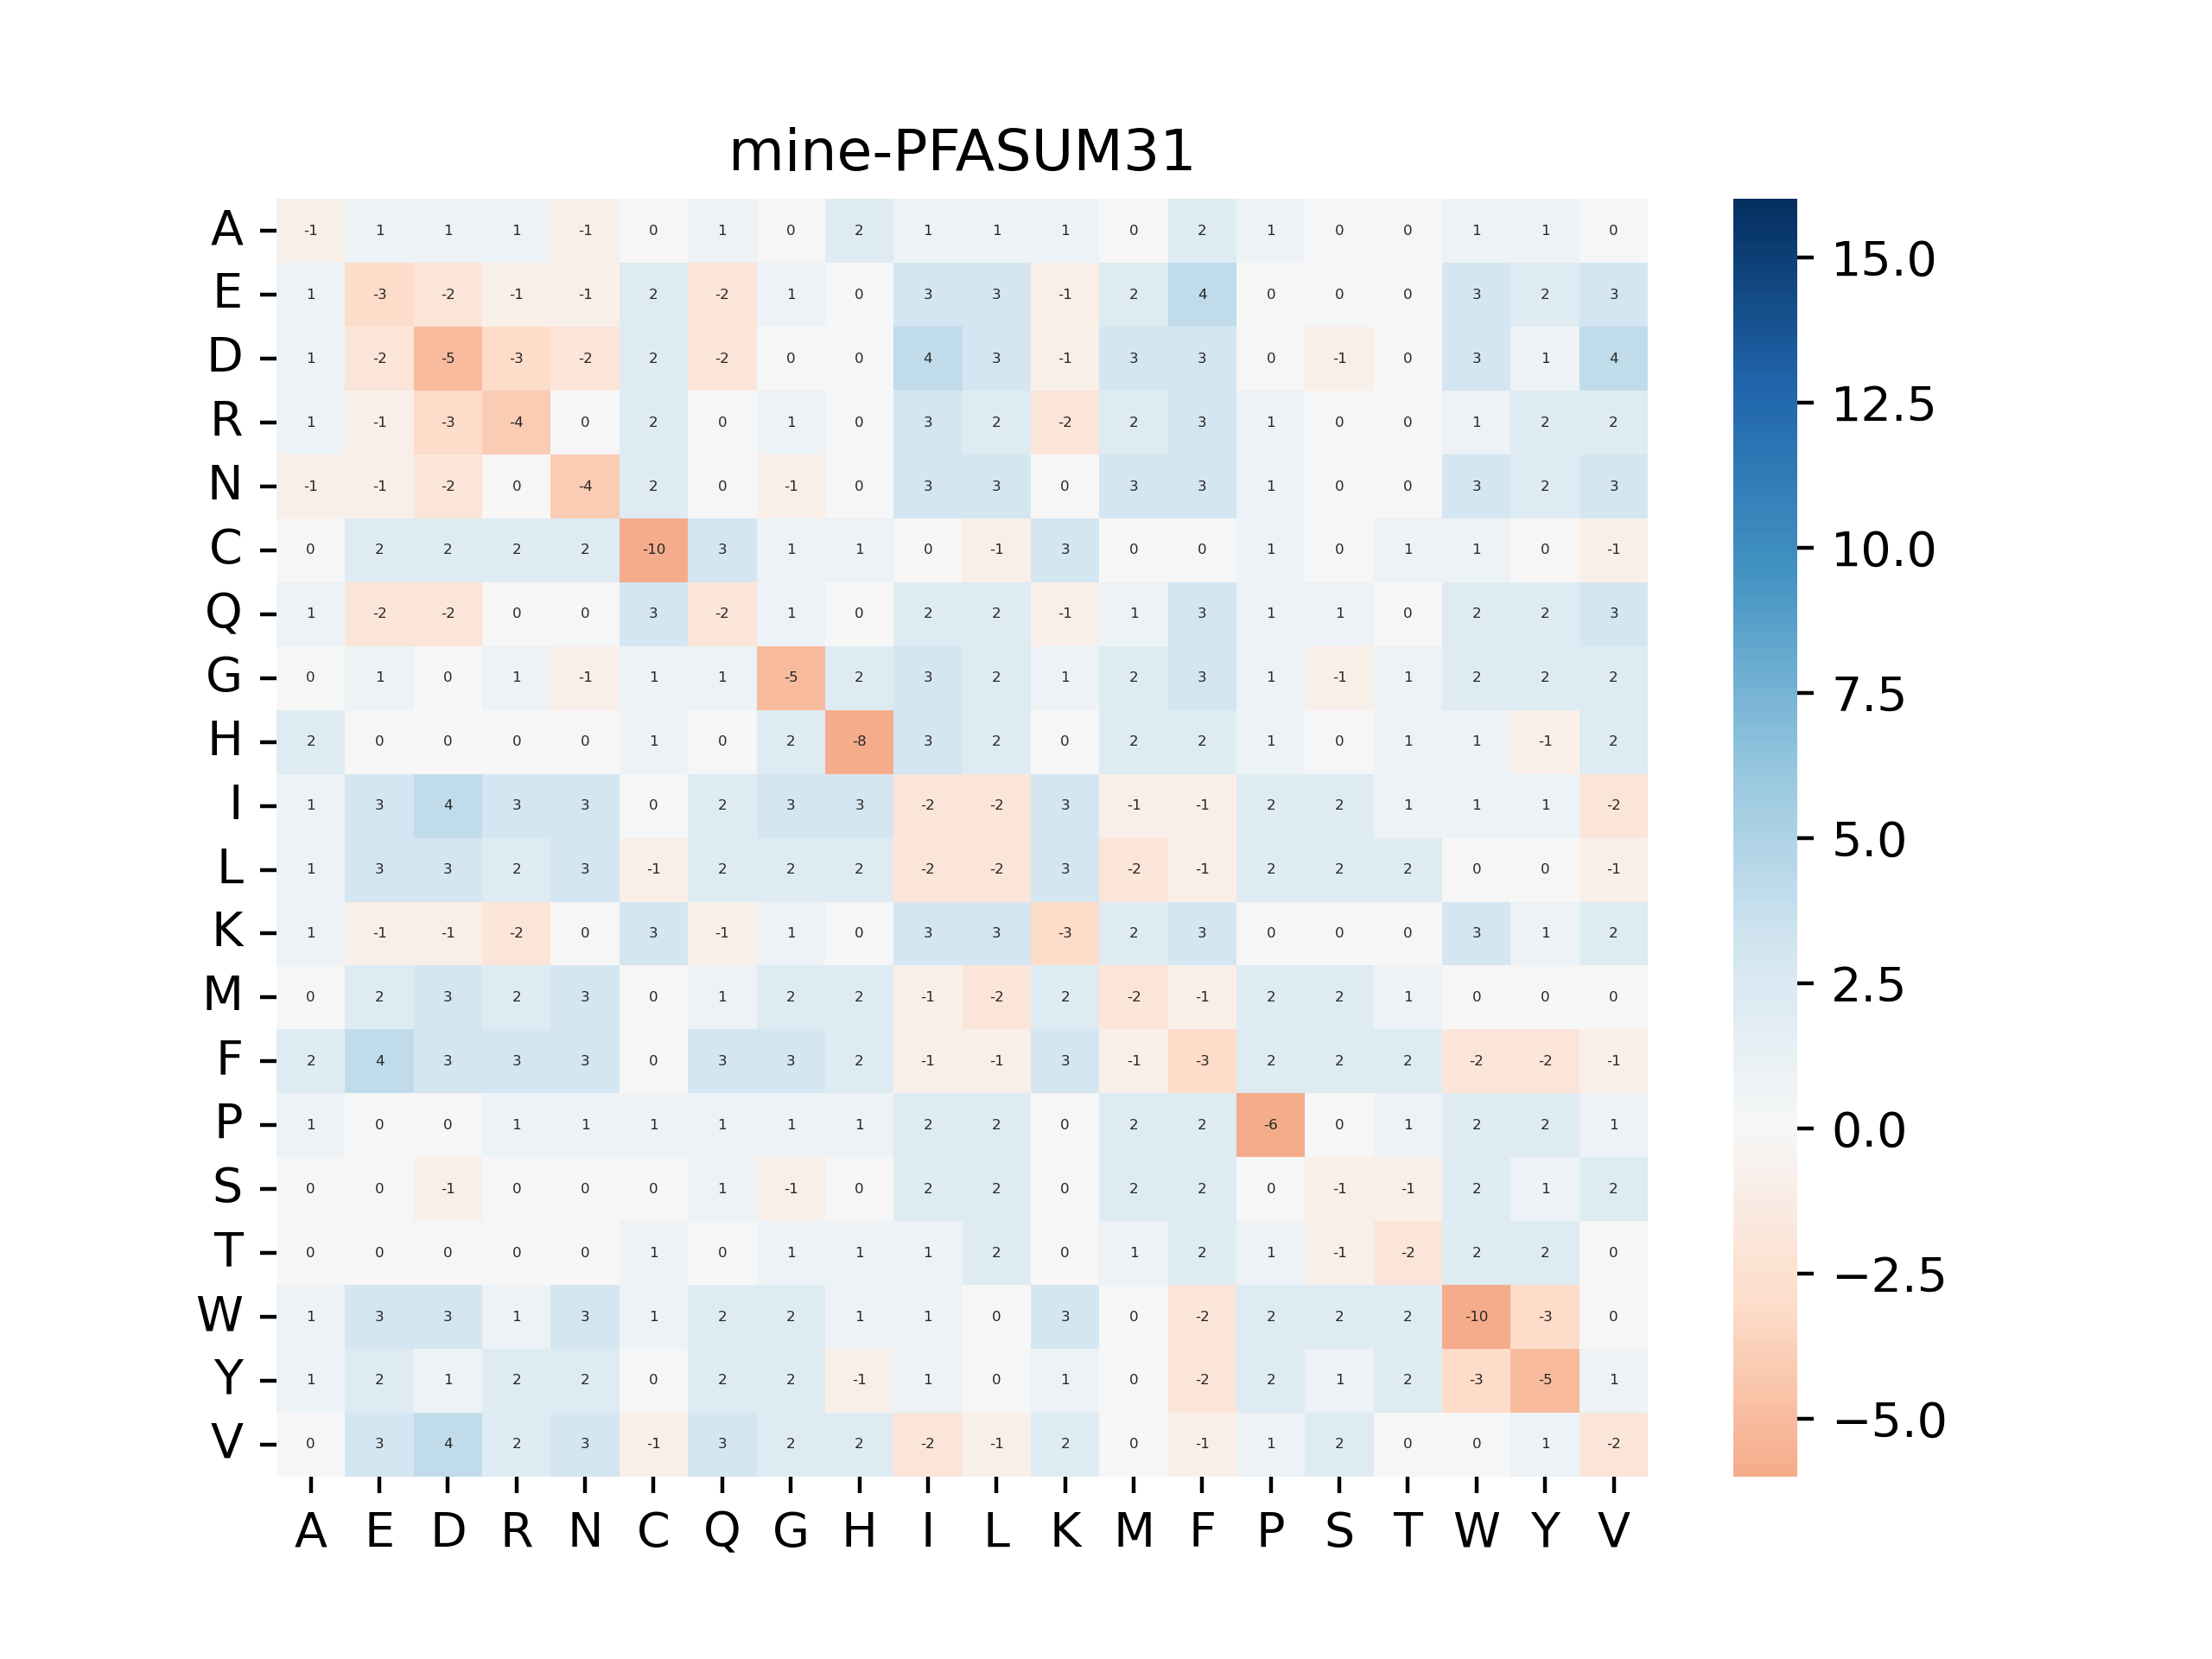 mine-PFASUM31
A -1 1 1 1 -1 0 1 0 2 1 1 1 0 2 1 0 0 1 1 0
E 1 -3 -2 -1 -1 2 -2 1 0 3 3 -1 2 4 0 0 0 3 2 3
D 1 -2 -5 -3 -2 2 -2 0 0 4 3 -1 3 3 0 -1 0 3 1 4
R 1 -1 -3 -4 0 2 0 1 0 3 2 -2 2 3 1 0 0 1 2 2
N -1 -1 -2 0 -4 2 0 -1 0 3 3 0 3 3 1 0 0 3 2 3
C 0 2 2 2 2 -10 3 1 1 0 -1 3 0 0 1 0 1 1 0 -1
Q 1 -2 -2 0 0 3 -2 1 0 2 2 -1 1 3 1 1 0 2 2 3
G 0 1 0 1 -1 1 1 -5 2 3 2 1 2 3 1 -1 1 2 2 2
H 2 0 0 0 0 1 0 2 -8 3 2 0 2 2 1 0 1 1 -1 2
I 1 3 4 3 3 0 2 3 3 -2 -2 3 -1 -1 2 2 1 1 1 -2
L 1 3 3 2 3 -1 2 2 2 -2 -2 3 -2 -1 2 2 2 0 0 -1
K 1 -1 -1 -2 0 3 -1 1 0 3 3 -3 2 3 0 0 0 3 1 2
M 0 2 3 2 3 0 1 2 2 -1 -2 2 -2 -1 2 2 1 0 0 0
F 2 4 3 3 3 0 3 3 2 -1 -1 3 -1 -3 2 2 2 -2 -2 -1
P 1 0 0 1 1 1 1 1 1 2 2 0 2 2 -6 0 1 2 2 1
S 0 0 -1 0 0 0 1 -1 0 2 2 0 2 2 0 -1 -1 2 1 2
T 0 0 0 0 0 1 0 1 1 1 2 0 1 2 1 -1 -2 2 2 0
W 1 3 3 1 3 1 2 2 1 1 0 3 0 -2 2 2 2 -10 -3 0
Y 1 2 1 2 2 0 2 2 -1 1 0 1 0 -2 2 1 2 -3 -5 1
V 0 3 4 2 3 -1 3 2 2 -2 -1 2 0 -1 1 2 0 0 1 -2
A E D R N C Q G H I L K M F P S T W Y V
15.0
12.5
10.0
7.5
5.0
2.5
0.0
−2.5
−5.0